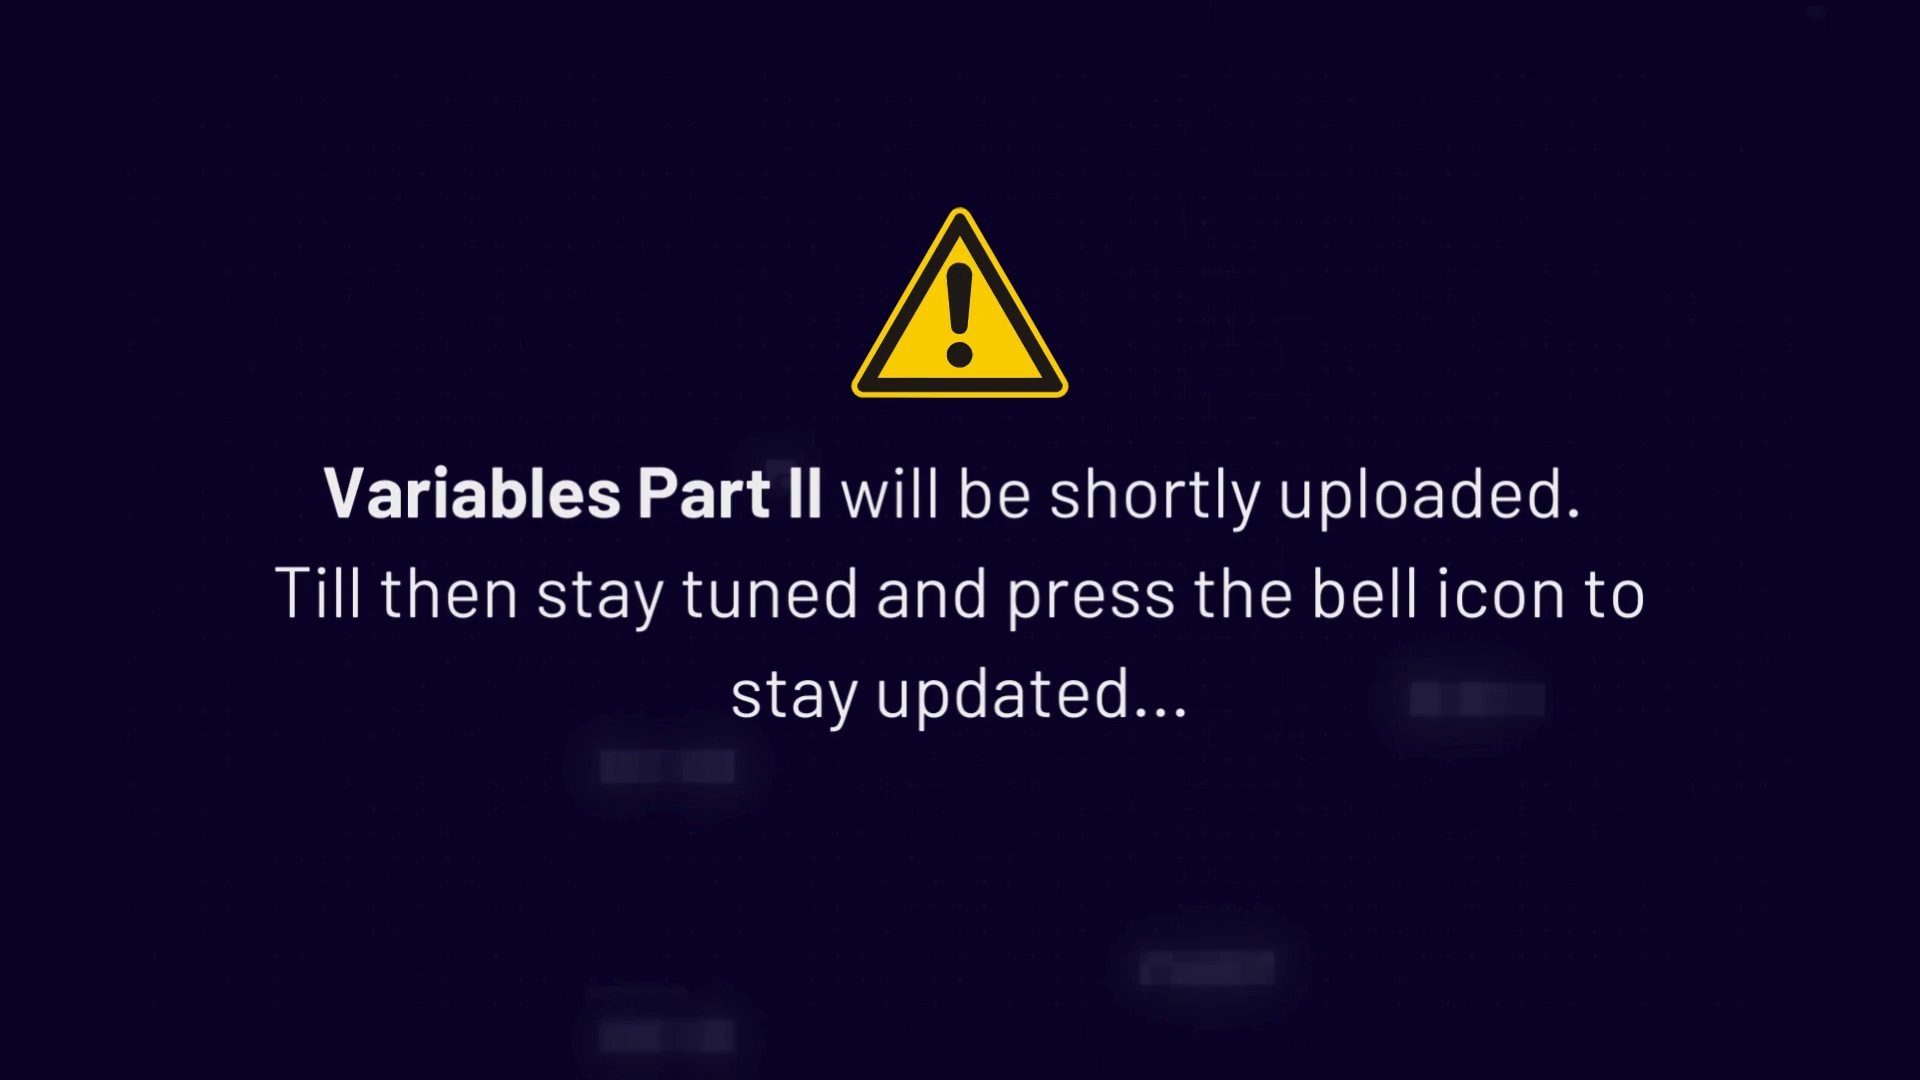 Variables Part II will be shortly uploaded.
Till then stay tuned and press the bell icon to
stay updated...